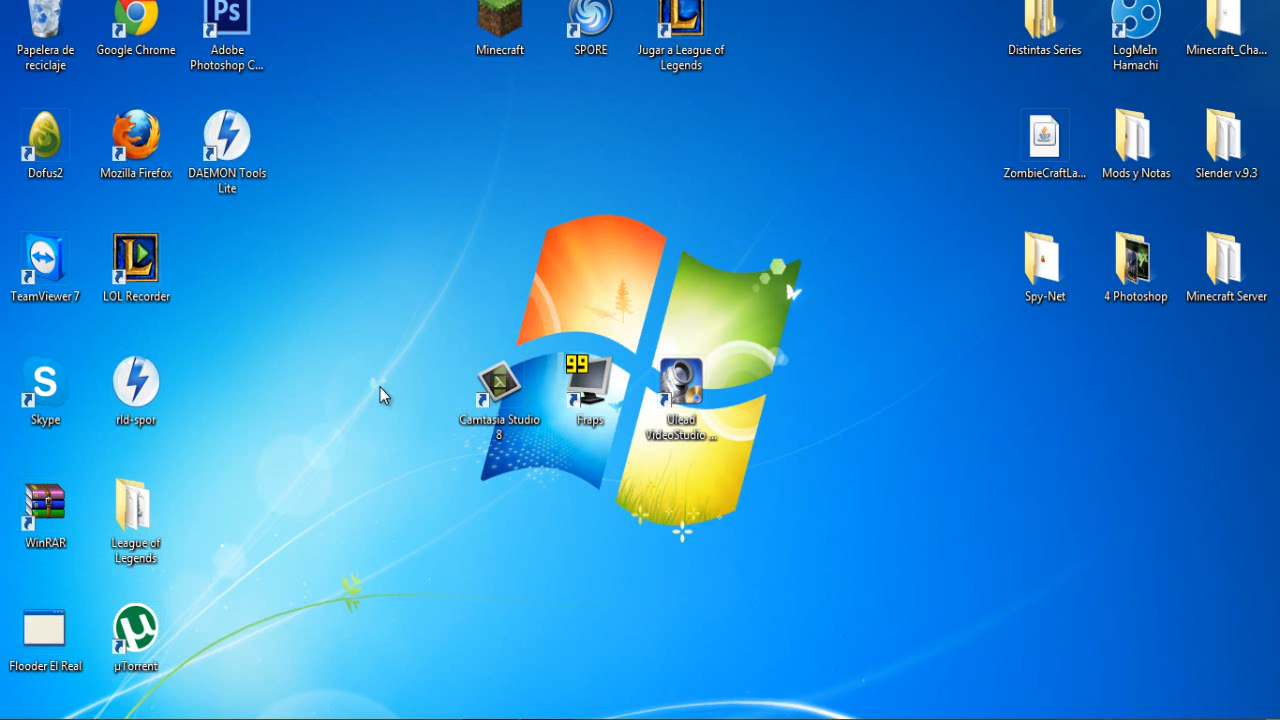 Papelera de
reciclaje
Google Chrome
Ps
Adobe
Photoshop C...
Minecraft
SPORE
L
Jugar a League of
Legends
Distintas Series
LogMeIn
Hamachi
Minecraft_Cha...
Dofus2
Mozilla Firefox
DAEMON Tools
Lite
ZombieCraftLa...
Mods y Notas
Slender v.9.3
TeamViewer 7
L
LOL Recorder
Spy-Net
4 Photoshop
Minecraft Server
S
Skype
rld-spor
Camtasia Studio
8
99
Fraps
Ulead
VideoStudio ...
WinRAR
League of
Legends
Flooder El Real
µ
µTorrent